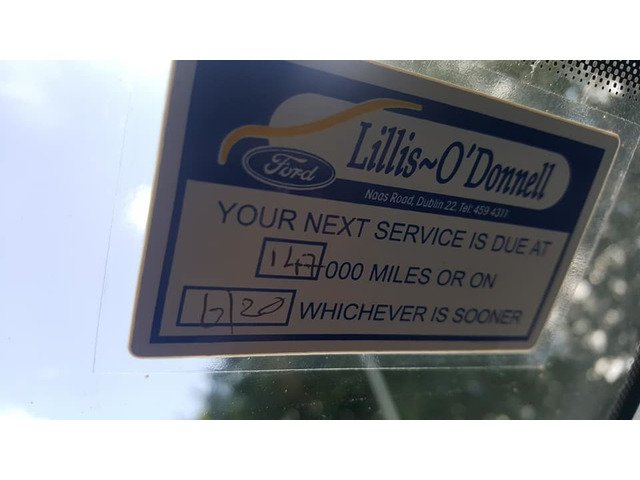 Ford
Lillis~O'Donnell
Naas Road, Dublin 22. Tel: 459 4311
YOUR NEXT SERVICE IS DUE AT
147 000 MILES OR ON
6/20 WHICHEVER IS SOONER